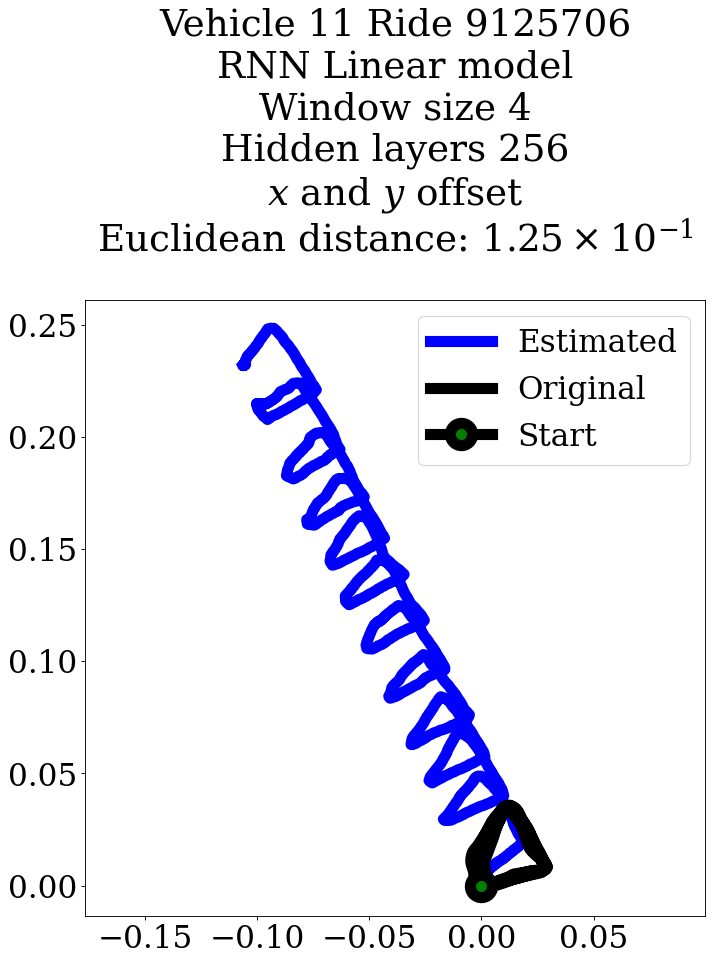 Vehicle 11 Ride 9125706
RNN Linear model
Window size 4
Hidden layers 256
x and y offset
Euclidean distance: 1.25 × 10⁻¹
Estimated
Original
Start
0.25
0.20
0.15
0.10
0.05
0.00
−0.15 −0.10 −0.05 0.00 0.05